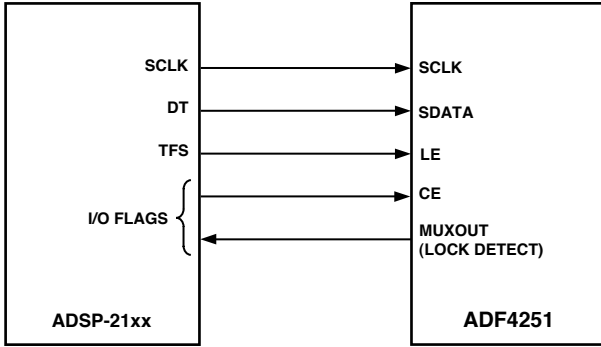 SCLK
DT
TFS
I/O FLAGS
ADSP-21xx
SCLK
SDATA
LE
CE
MUXOUT
(LOCK DETECT)
ADF4251